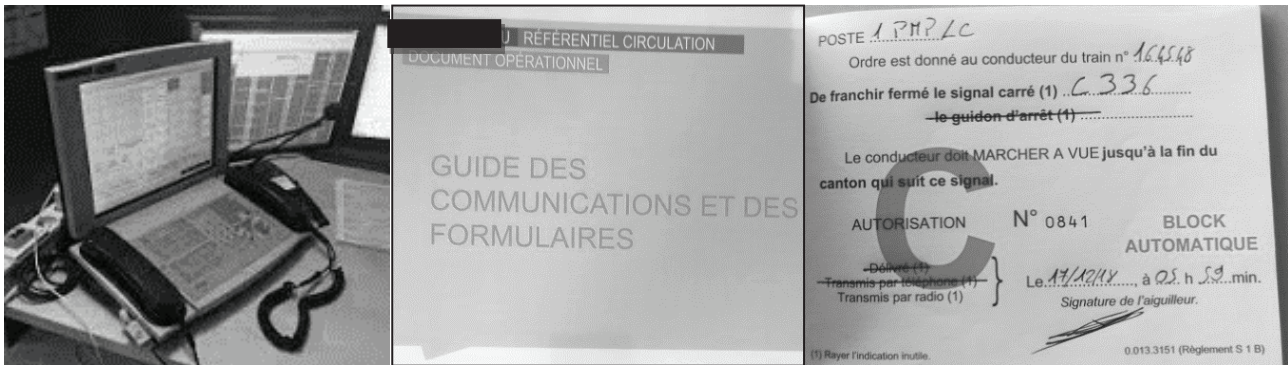 U RÉFÉRENTIEL CIRCULATION
DOCUMENT OPÉRATIONNEL
GUIDE DES
COMMUNICATIONS ET DES
FORMULAIRES
POSTE 1 PMP LC
Ordre est donné au conducteur du train n° 164548
De franchir fermé le signal carré (1) C 336
le guidon d'arrêt (1)
Le conducteur doit MARCHER A VUE jusqu'à la fin du
canton qui suit ce signal.
C
AUTORISATION N° 0841 BLOCK
AUTOMATIQUE
Délivré (1)
Transmis par téléphone (1)
Transmis par radio (1)
Le 17/12/18, à 05 h 59 min.
Signature de l'aiguilleur.
(1) Rayer l'indication inutile.
0.013.3151 (Règlement S 1 B)